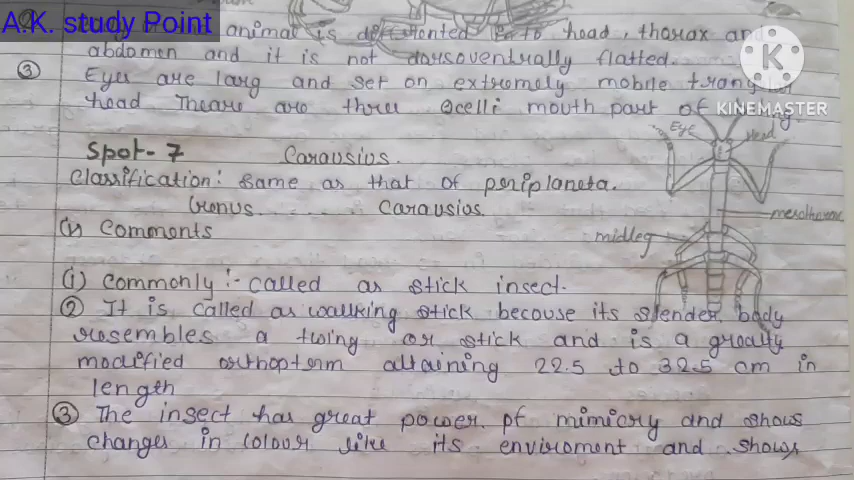 A.K. study Point
animal is diffrionted into head, thorax and
abdomen and it is not dorsoventrally flatted.
③ Eyes are larg and set on extromely mobile
head Theare are three Ocelli mouth part of
K
KINEMASTER
Eye
Head
Spot-7 Carausius.
Classification: Same as that of periplaneta.
Genus ..... Carausius.
mesothorax
midleg
Comments
(i) commonly :- called as stick insect.
② It is called as wallking stick becouse its slender body
resembles a twing or stick and is a greatly
modified orthopterm attaining 22.5 to 32.5 cm in
length
③ The insect has great power of mimicry and shows
changes in colour like its enviroment and shows